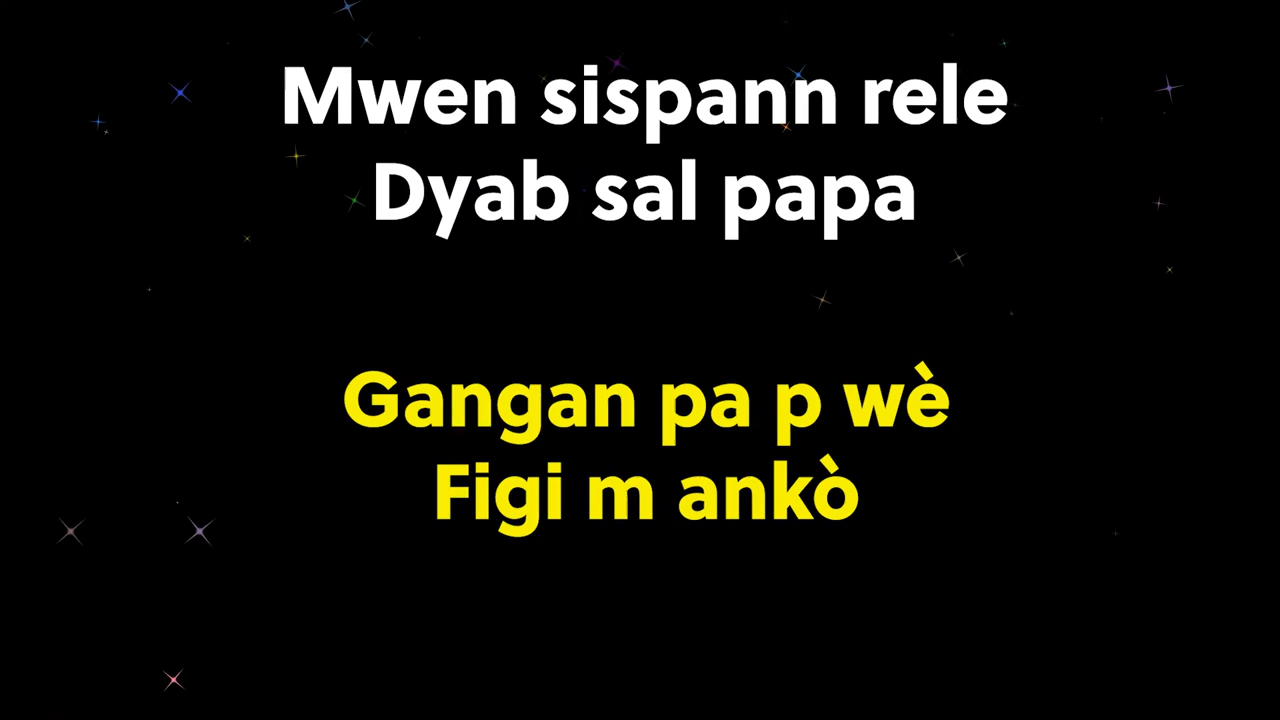 Mwen sispann rele
Dyab sal papa
Gangan pa p wè
Figi m ankò